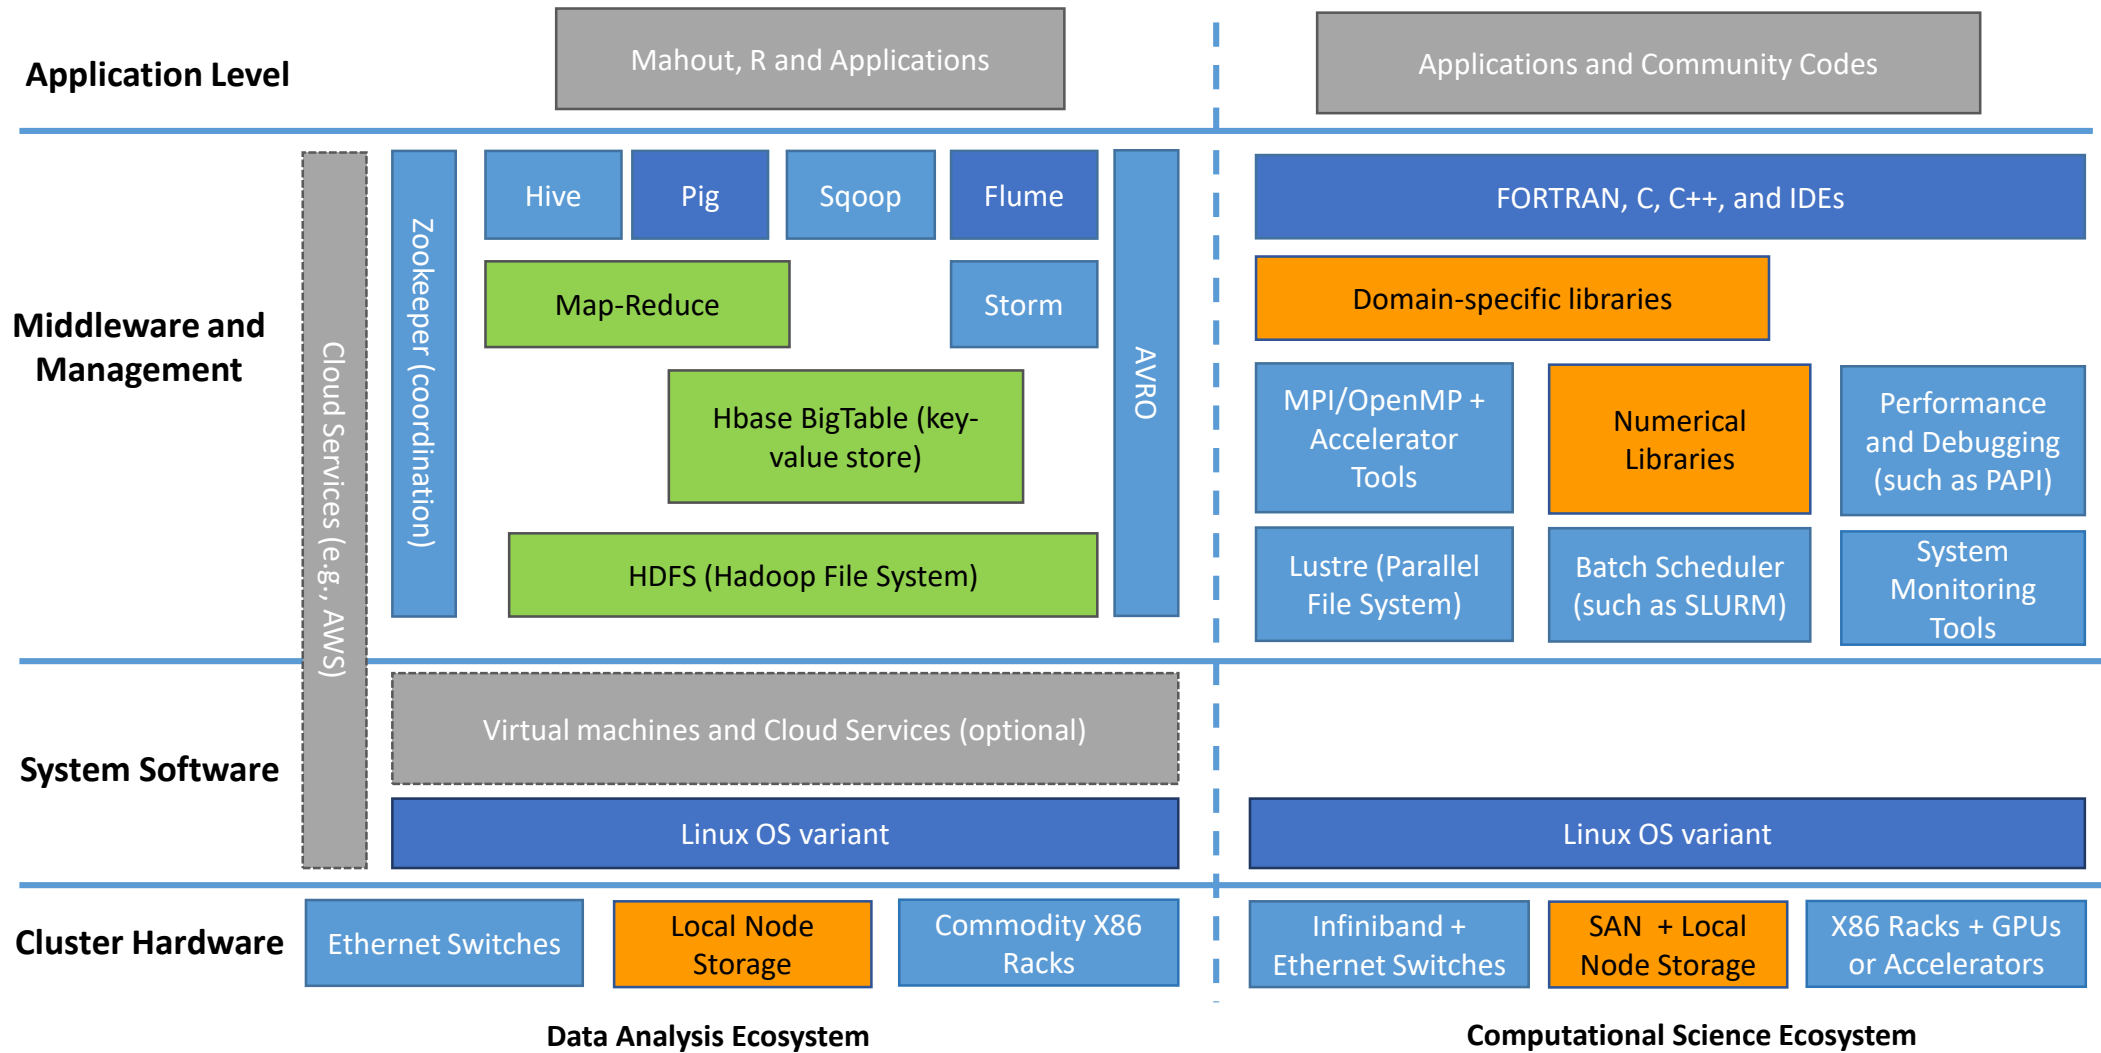 Application Level
Mahout, R and Applications
Applications and Community Codes
Middleware and
Management
Cloud Services (e.g., AWS)
Zookeeper (coordination)
Hive
Pig
Sqoop
Flume
Map-Reduce
Storm
Hbase BigTable (key-
value store)
HDFS (Hadoop File System)
AVRO
FORTRAN, C, C++, and IDEs
Domain-specific libraries
MPI/OpenMP +
Accelerator
Tools
Numerical
Libraries
Performance
and Debugging
(such as PAPI)
Lustre (Parallel
File System)
Batch Scheduler
(such as SLURM)
System
Monitoring
Tools
System Software
Virtual machines and Cloud Services (optional)
Linux OS variant
Linux OS variant
Cluster Hardware
Ethernet Switches
Local Node
Storage
Commodity X86
Racks
Infiniband +
Ethernet Switches
SAN + Local
Node Storage
X86 Racks + GPUs
or Accelerators
Data Analysis Ecosystem
Computational Science Ecosystem